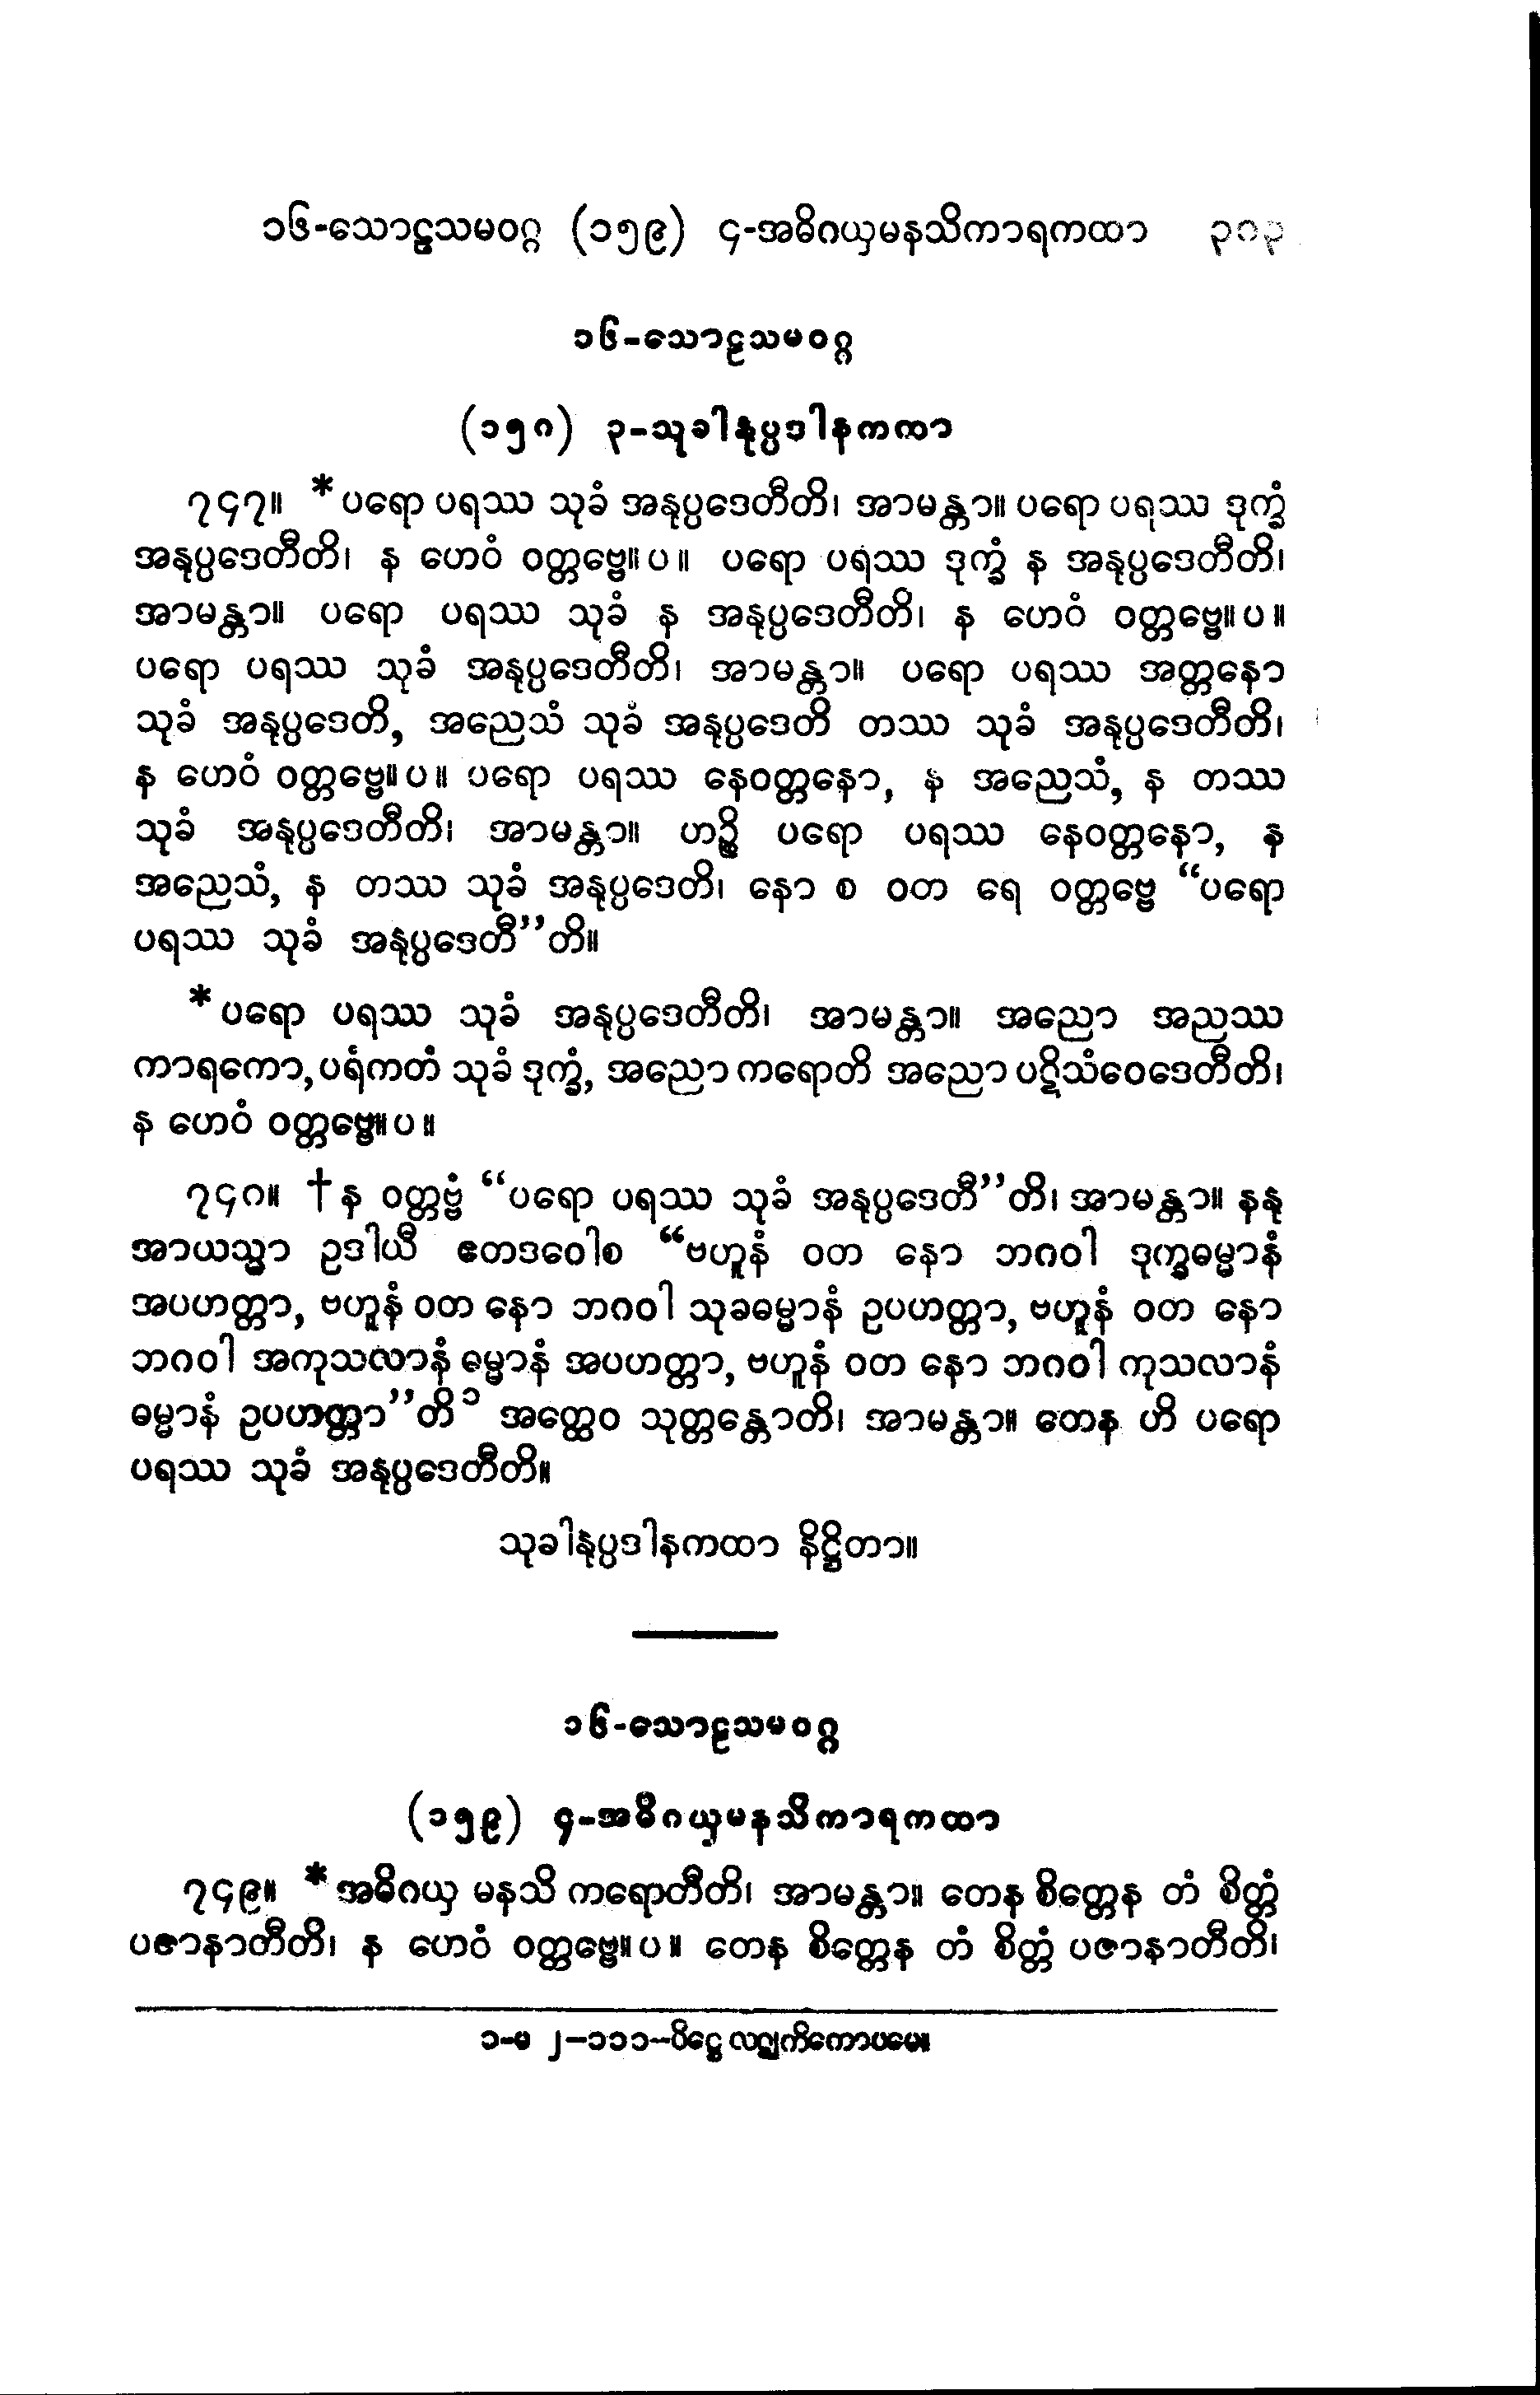 ၁၆-သောဠသမဝဂ္ဂ (၁၅၉) ၄-အဓိဂယှမနသိကာရကထာ ၃၈၃
၁၆-သောဠသမဝဂ္ဂ
(၁၅၈) ၃-သုခါနုပ္ပဒါနကထာ
၇၄၇။ *ပရော ပရဿ သုခံ အနုပ္ပဒေတီတိ၊ အာမန္တာ။ ပရော ပရဿ ဒုက္ခံ
အနုပ္ပဒေတီတိ၊ န ဟေဝံ ဝတ္တဗ္ဗေ။ပ။ ပရော ပရဿ ဒုက္ခံ န အနုပ္ပဒေတီတိ၊
အာမန္တာ။ ပရော ပရဿ သုခံ န အနုပ္ပဒေတီတိ၊ န ဟေဝံ ဝတ္တဗ္ဗေ။ပ။
ပရော ပရဿ သုခံ အနုပ္ပဒေတီတိ၊ အာမန္တာ။ ပရော ပရဿ အတ္တနော
သုခံ အနုပ္ပဒေတိ, အညေသံ သုခံ အနုပ္ပဒေတိ တဿ သုခံ အနုပ္ပဒေတီတိ၊
န ဟေဝံ ဝတ္တဗ္ဗေ။ပ။ ပရော ပရဿ နေဝတ္တနော, န အညေသံ, န တဿ
သုခံ အနုပ္ပဒေတီတိ၊ အာမန္တာ။ ဟဉ္စိ ပရော ပရဿ နေဝတ္တနော, န
အညေသံ, န တဿ သုခံ အနုပ္ပဒေတိ၊ နော စ ဝတ ရေ ဝတ္တဗ္ဗေ “ပရော
ပရဿ သုခံ အနုပ္ပဒေတီ”တိ။
*ပရော ပရဿ သုခံ အနုပ္ပဒေတီတိ၊ အာမန္တာ။ အညော အညဿ
ကာရကော, ပရံကတံ သုခံ ဒုက္ခံ, အညော ကရောတိ အညော ပဋိသံဝေဒေတီတိ၊
န ဟေဝံ ဝတ္တဗ္ဗေ။ပ။
၇၄၈။ †န ဝတ္တဗ္ဗံ “ပရော ပရဿ သုခံ အနုပ္ပဒေတီ”တိ၊ အာမန္တာ။ နနု
အာယသ္မာ ဥဒါယီ ဧတဒဝေါစ “ဗဟူနံ ဝတ နော ဘဂဝါ ဒုက္ခဓမ္မာနံ
အပဟတ္တာ, ဗဟူနံ ဝတ နော ဘဂဝါ သုခဓမ္မာနံ ဥပဟတ္တာ, ဗဟူနံ ဝတ နော
ဘဂဝါ အကုသလာနံ ဓမ္မာနံ အပဟတ္တာ, ဗဟူနံ ဝတ နော ဘဂဝါ ကုသလာနံ
ဓမ္မာနံ ဥပဟတ္တာ”တိ၁ အတ္ထေဝ သုတ္တန္တောတိ၊ အာမန္တာ။ တေန ဟိ ပရော
ပရဿ သုခံ အနုပ္ပဒေတီတိ။
သုခါနုပ္ပဒါနကထာ နိဋ္ဌိတာ။
၁၆-သောဠသမဝဂ္ဂ
(၁၅၉) ၄-အဓိဂယှမနသိကာရကထာ
၇၄၉။ *အဓိဂယှ မနသိ ကရောတီတိ၊ အာမန္တာ။ တေန စိတ္တေန တံ စိတ္တံ
ပဇာနာတီတိ၊ န ဟေဝံ ဝတ္တဗ္ဗေ။ပ။ တေန စိတ္တေန တံ စိတ္တံ ပဇာနာတီတိ၊
၁-မ ၂-၁၁၁-ပိဋ္ဌေ လဋုကိကောပမေ။